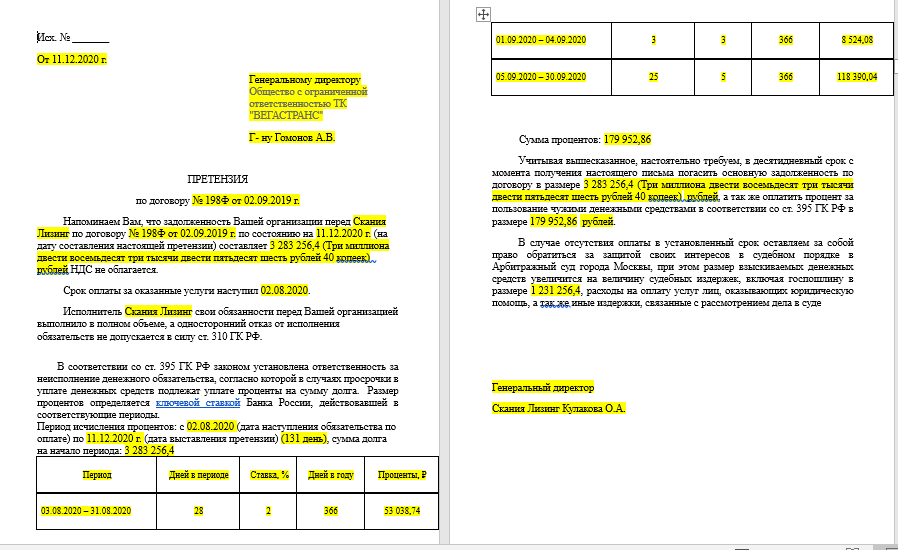 Исх. № _______
От 11.12.2020 г.
Генеральному директору
Общество с ограниченной
ответственностью ТК
"ВЕГАСТРАНС"
Г- ну Гомонов А.В.
ПРЕТЕНЗИЯ
по договору № 198Ф от 02.09.2019 г.
Напоминаем Вам, что задолженность Вашей организации перед Скания
Лизинг по договору № 198Ф от 02.09.2019 г. по состоянию на 11.12.2020 г. (на
дату составления настоящей претензии) составляет 3 283 256,4 (Три миллиона
двести восемьдесят три тысячи двести пятьдесят шесть рублей 40 копеек)
рублей НДС не облагается.
Срок оплаты за оказанные услуги наступил 02.08.2020.
Исполнитель Скания Лизинг свои обязанности перед Вашей организацией
выполнило в полном объеме, а односторонний отказ от исполнения
обязательств не допускается в силу ст. 310 ГК РФ.
В соответствии со ст. 395 ГК РФ законом установлена ответственность за
неисполнение денежного обязательства, согласно которой в случаях просрочки в
уплате денежных средств подлежат уплате проценты на сумму долга. Размер
процентов определяется ключевой ставкой Банка России, действовавшей в
соответствующие периоды.
Период исчисления процентов: с 02.08.2020 (дата наступления обязательства по
оплате) по 11.12.2020 г. (дата выставления претензии) (131 день), сумма долга
на начало периода: 3 283 256,4
Период Дней в периоде Ставка, % Дней в году Проценты, ₽
03.08.2020 – 31.08.2020 28 2 366 53 038,74
01.09.2020 – 04.09.2020 3 3 366 8 524,08
05.09.2020 – 30.09.2020 25 5 366 118 390,04
Сумма процентов: 179 952,86
Учитывая вышесказанное, настоятельно требуем, в десятидневный срок с
момента получения настоящего письма погасить основную задолженность по
договору в размере 3 283 256,4 (Три миллиона двести восемьдесят три тысячи
двести пятьдесят шесть рублей 40 копеек) рублей, а так же оплатить процент за
пользование чужими денежными средствами в соответствии со ст. 395 ГК РФ в
размере 179 952,86 рублей.
В случае отсутствия оплаты в установленный срок оставляем за собой
право обратиться за защитой своих интересов в судебном порядке в
Арбитражный суд города Москвы, при этом размер взыскиваемых денежных
средств увеличится на величину судебных издержек, включая госпошлину в
размере 1 231 256,4, расходы на оплату услуг лиц, оказывающих юридическую
помощь, а так же иные издержки, связанные с рассмотрением дела в суде
Генеральный директор
Скания Лизинг Кулакова О.А.